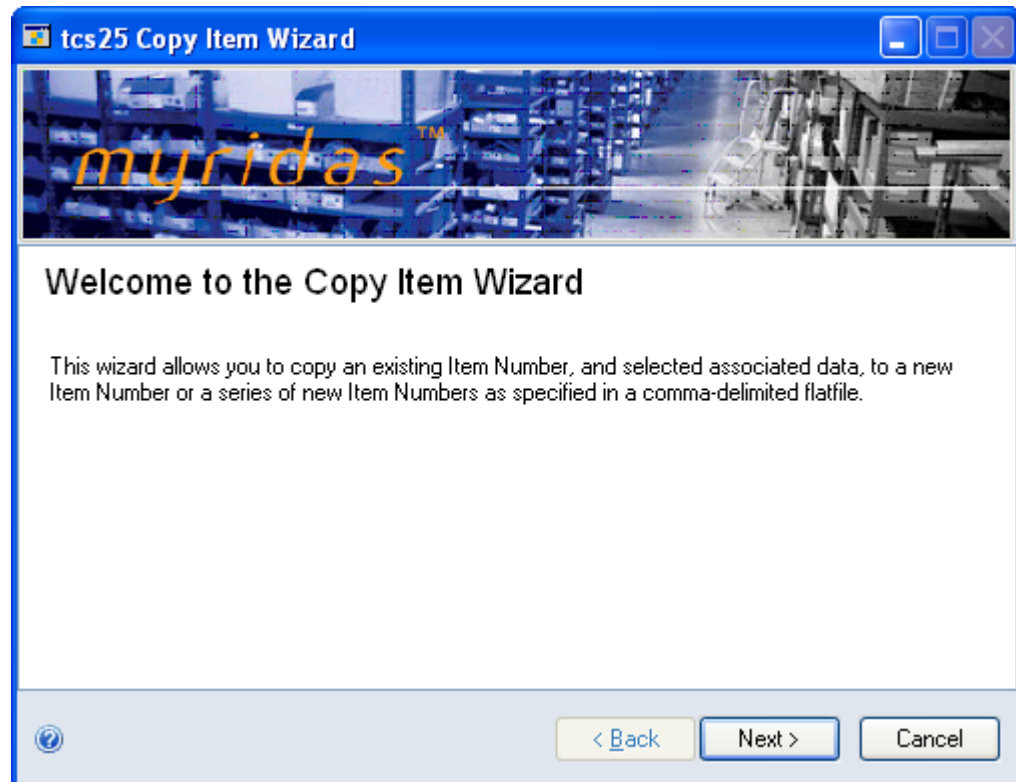 tcs25 Copy Item Wizard
myridas™
Welcome to the Copy Item Wizard
This wizard allows you to copy an existing Item Number, and selected associated data, to a new
Item Number or a series of new Item Numbers as specified in a comma-delimited flatfile.
< Back Next > Cancel